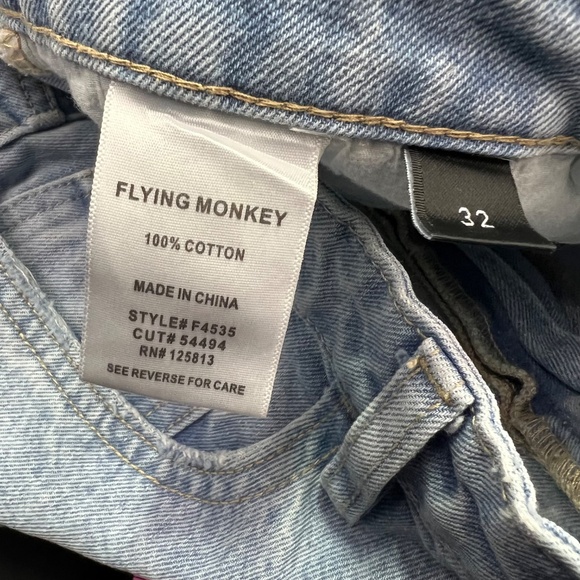 FLYING MONKEY
100% COTTON
MADE IN CHINA
STYLE# F4535
CUT# 54494
RN# 125813
SEE REVERSE FOR CARE
32